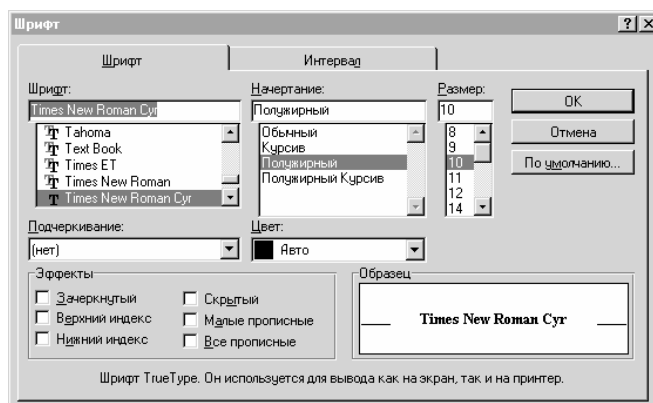 Шрифт
Шрифт Интервал
Шрифт: Начертание: Размер:
Times New Roman Cyr Полужирный 10 OK
Tahoma Обычный 8 Отмена
Text Book Курсив 9
Times ET Полужирный 10 По умолчанию...
Times New Roman Полужирный Курсив 11
Times New Roman Cyr 12
14
Подчеркивание: Цвет:
(нет) Авто
Эффекты Образец
Зачеркнутый Скрытый
Верхний индекс Малые прописные Times New Roman Cyr
Нижний индекс Все прописные
Шрифт TrueType. Он используется для вывода как на экран, так и на принтер.